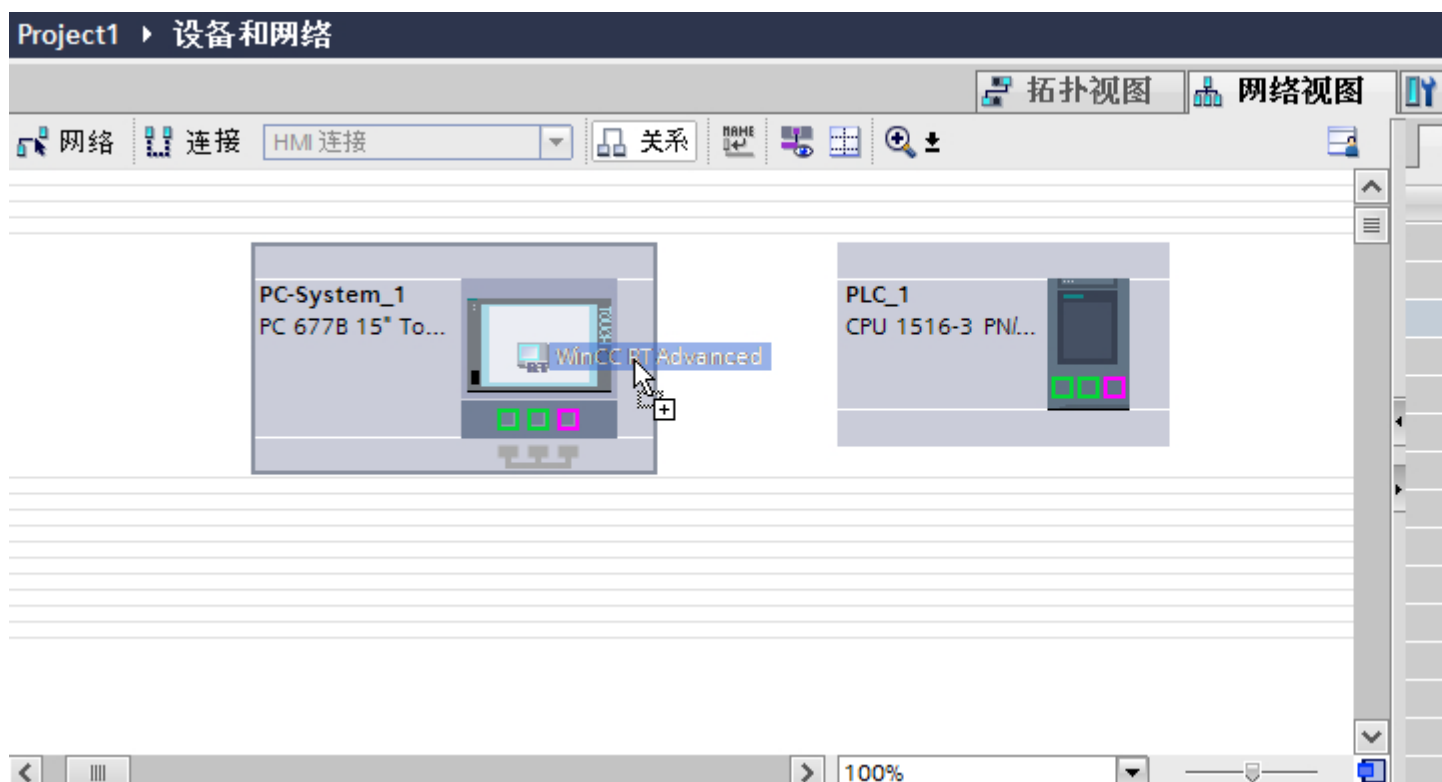 Project1 ▸ 设备和网络
拓扑视图 网络视图
网络 连接 HMI 连接 关系 NAME
PC-System_1
PC 677B 15" To...
TOUCH
WinCC RT Advanced
PLC_1
CPU 1516-3 PN/...
100%